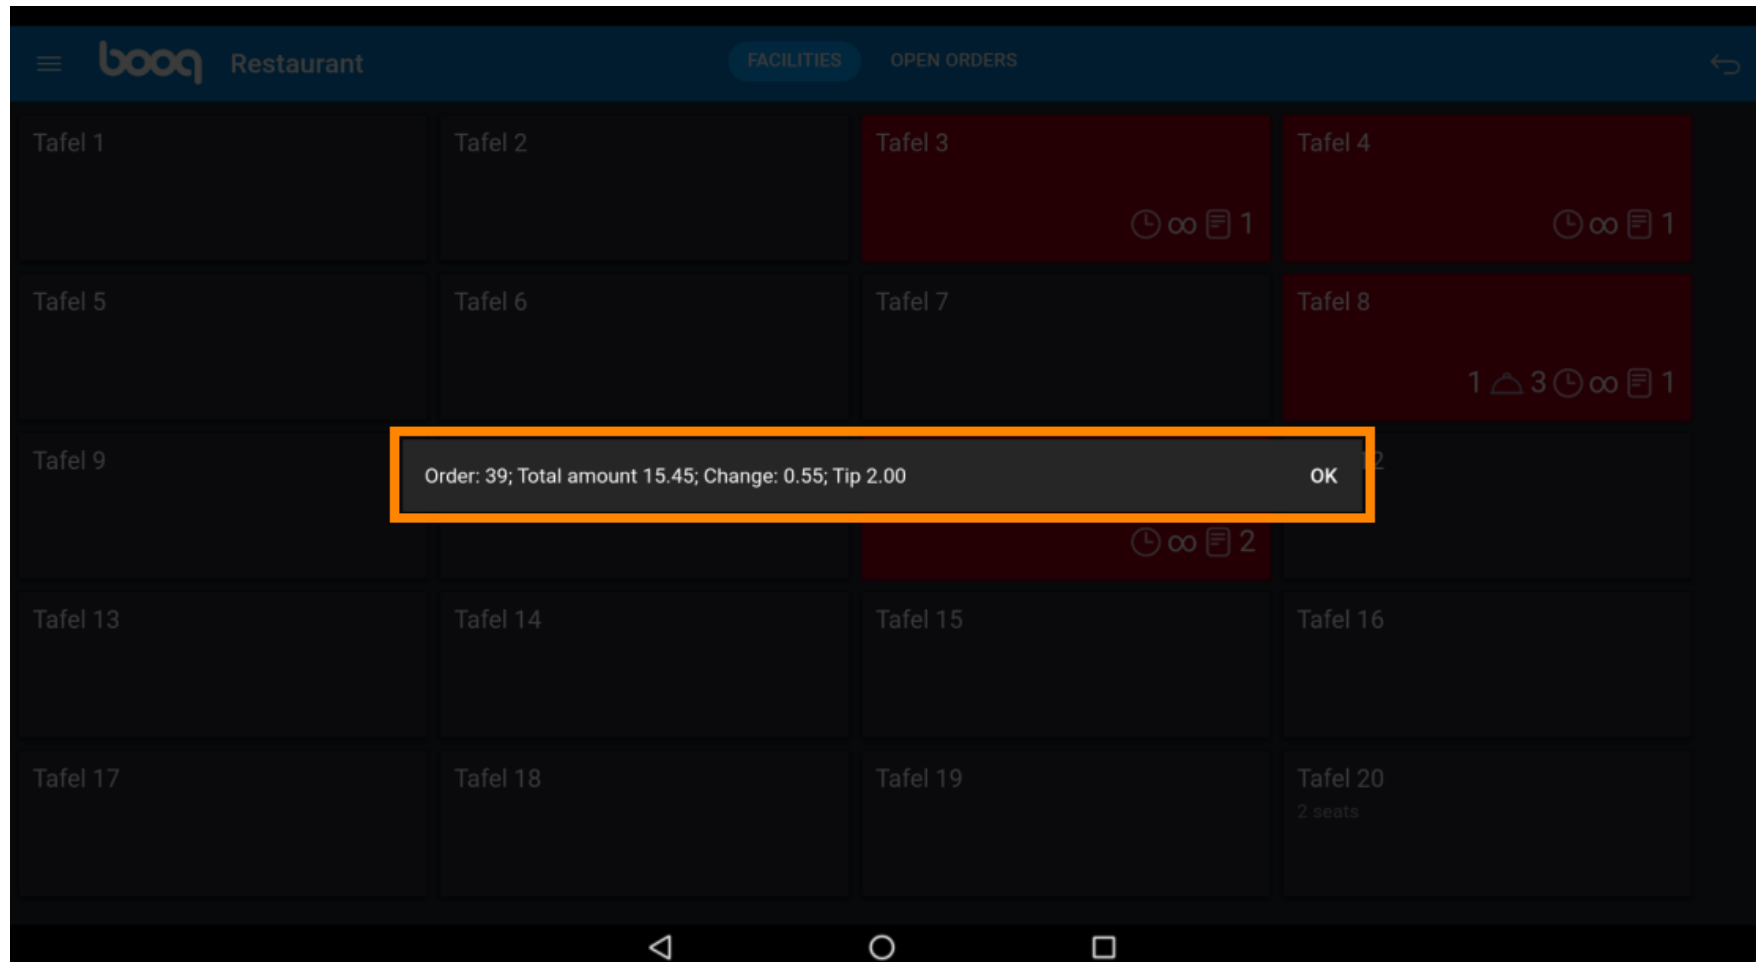 booq Restaurant FACILITIES OPEN ORDERS
Tafel 1 Tafel 2 Tafel 3 Tafel 4
∞ 1 ∞ 1
Tafel 5 Tafel 6 Tafel 7 Tafel 8
1 3 ∞ 1
Tafel 9 2
Order: 39; Total amount 15.45; Change: 0.55; Tip 2.00 OK
∞ 2
Tafel 13 Tafel 14 Tafel 15 Tafel 16
Tafel 17 Tafel 18 Tafel 19 Tafel 20
2 seats